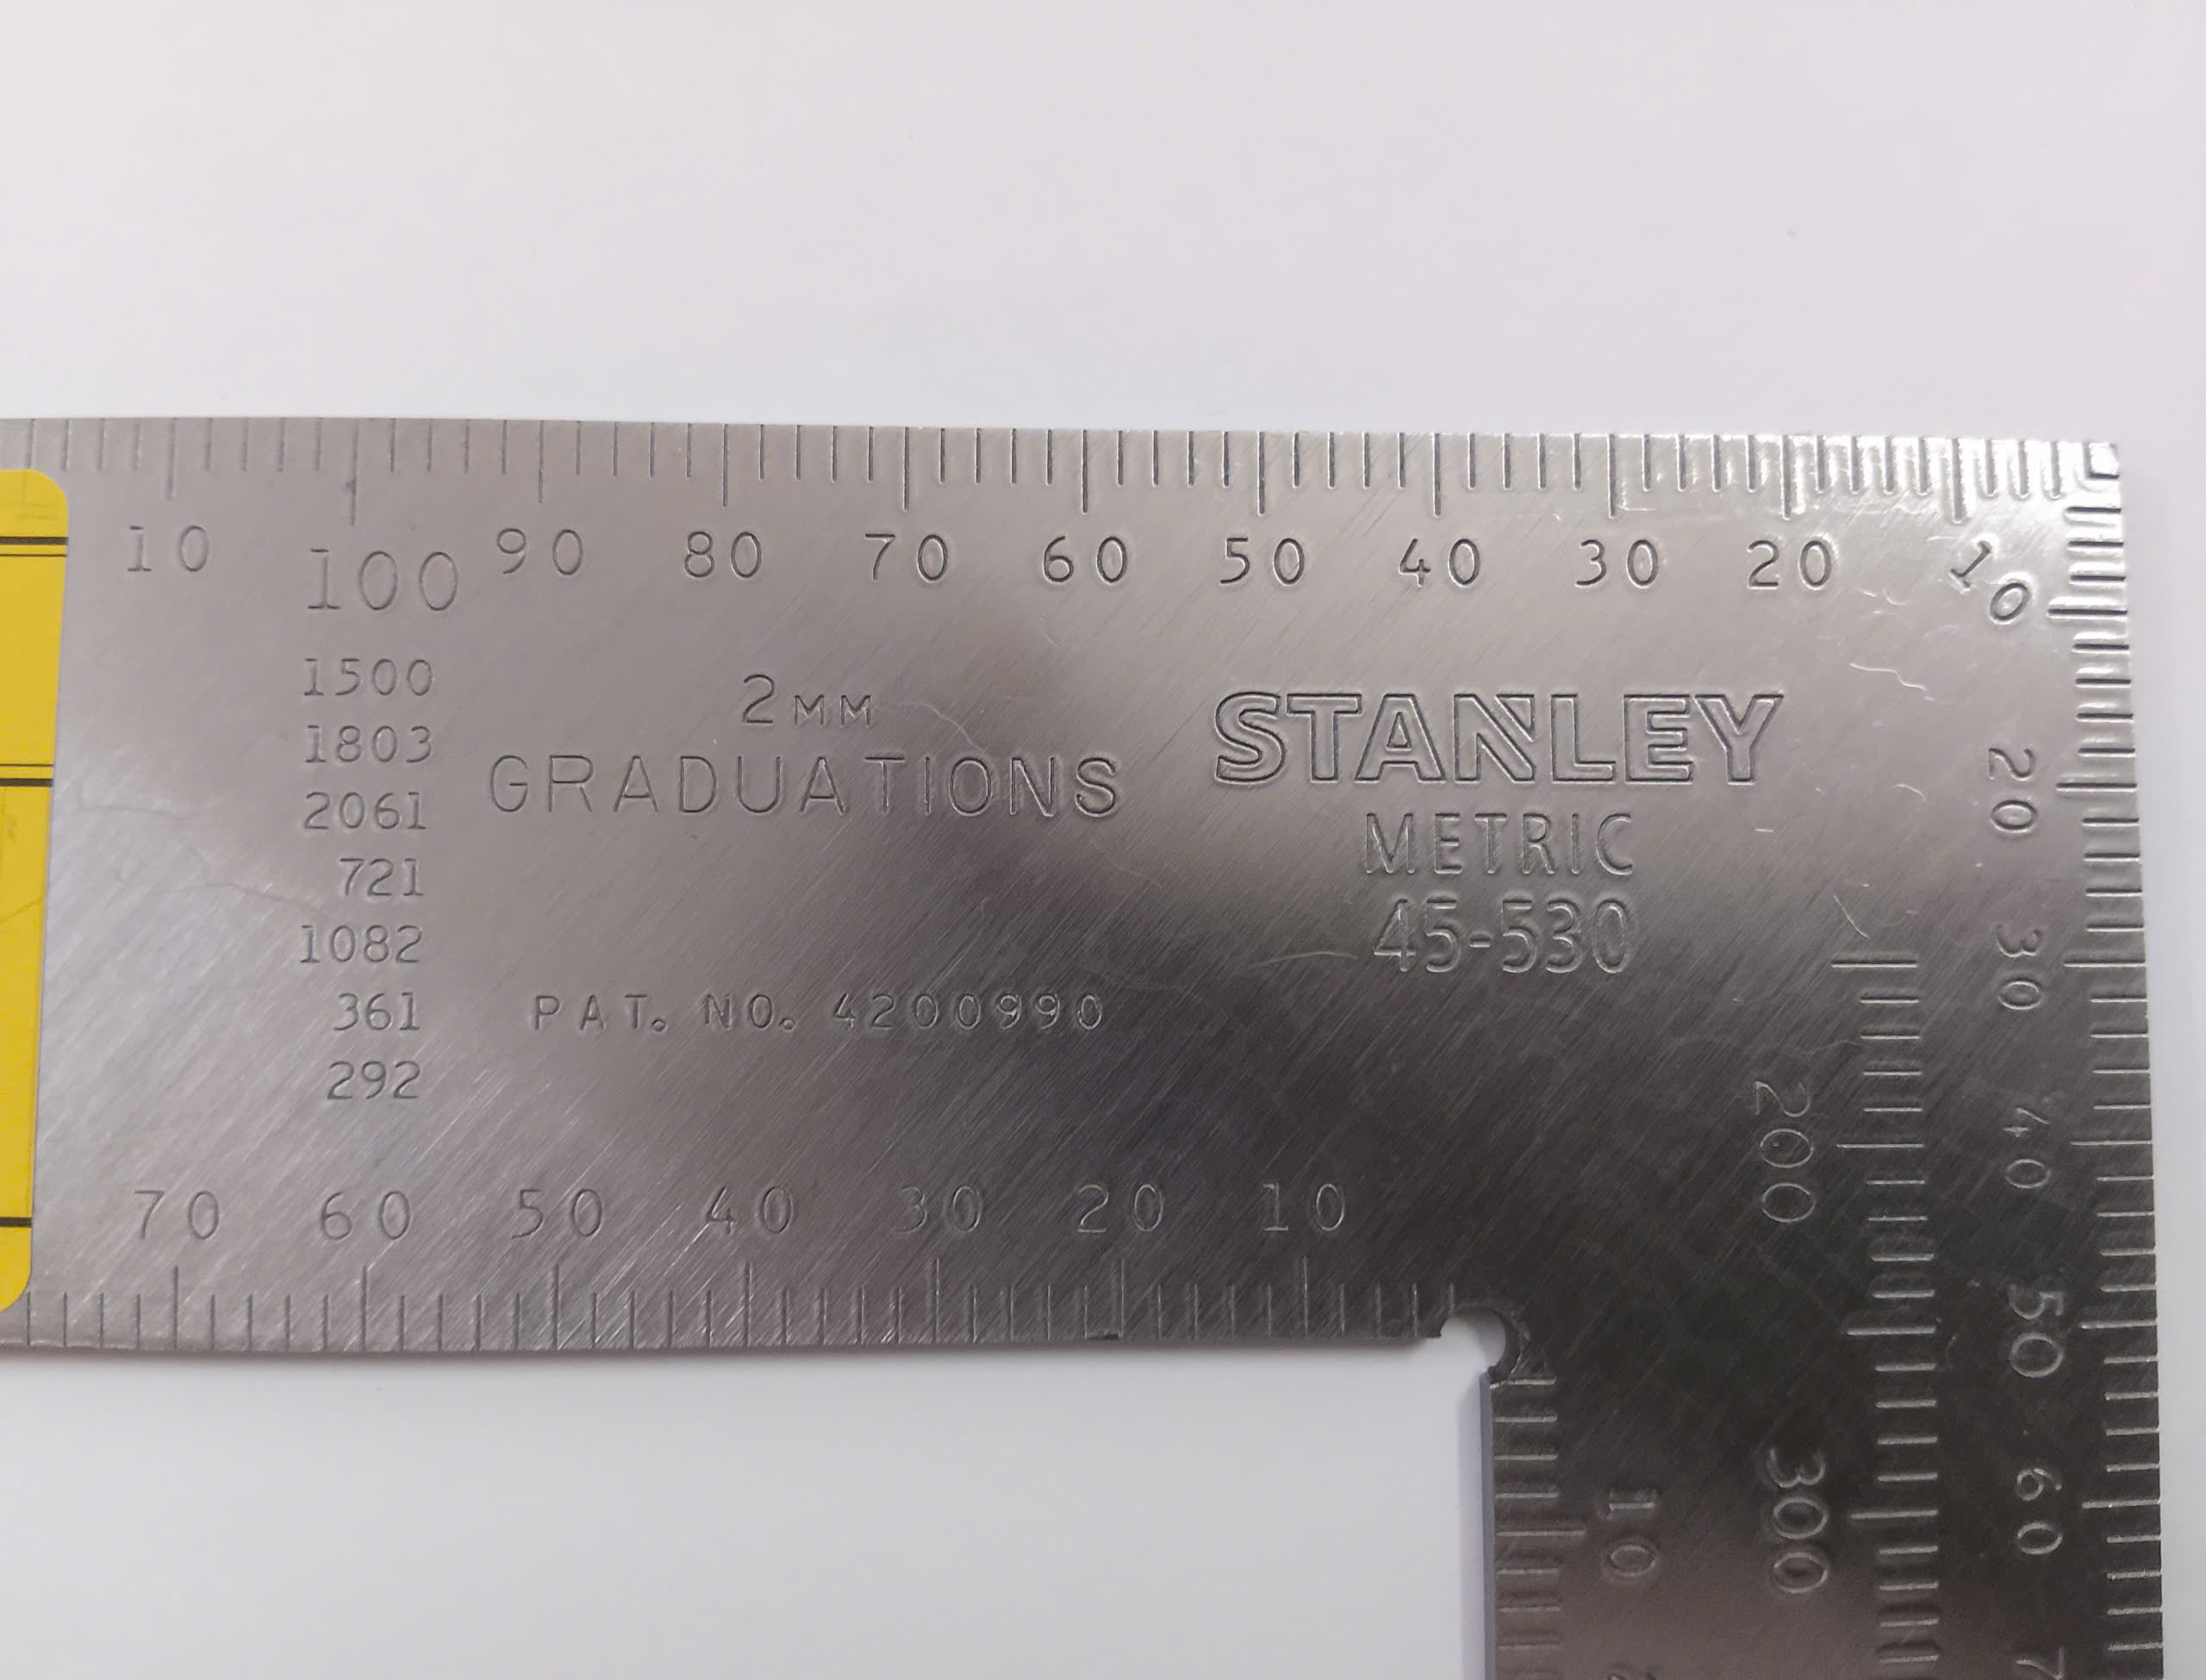 10 100 90 80 70 60 50 40 30 20 10
1500
1803
2061
721
1082
361
292
2MM
GRADUATIONS
PAT. NO. 4200990
STANLEY
METRIC
45-530
70 60 50 40 30 20 10
20 30 40 50 60
200 300
10